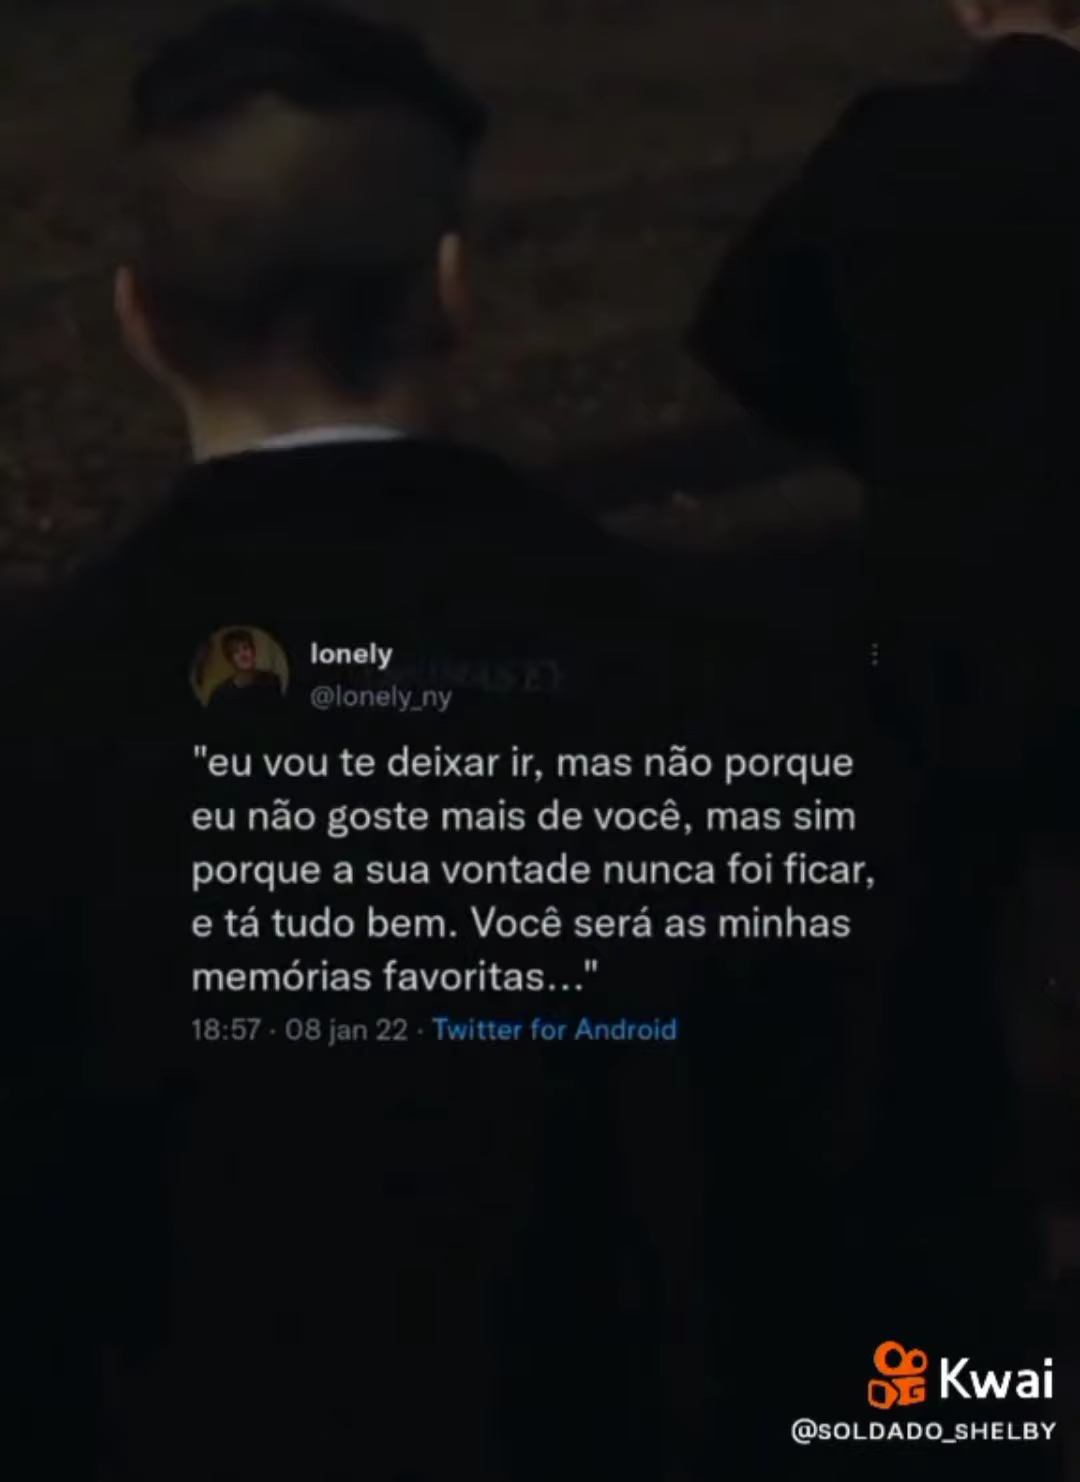 lonely
@lonely_ny
"eu vou te deixar ir, mas não porque
eu não goste mais de você, mas sim
porque a sua vontade nunca foi ficar,
e tá tudo bem. Você será as minhas
memórias favoritas..."
18:57 · 08 jan 22 · Twitter for Android
Kwai
@SOLDADO_SHELBY